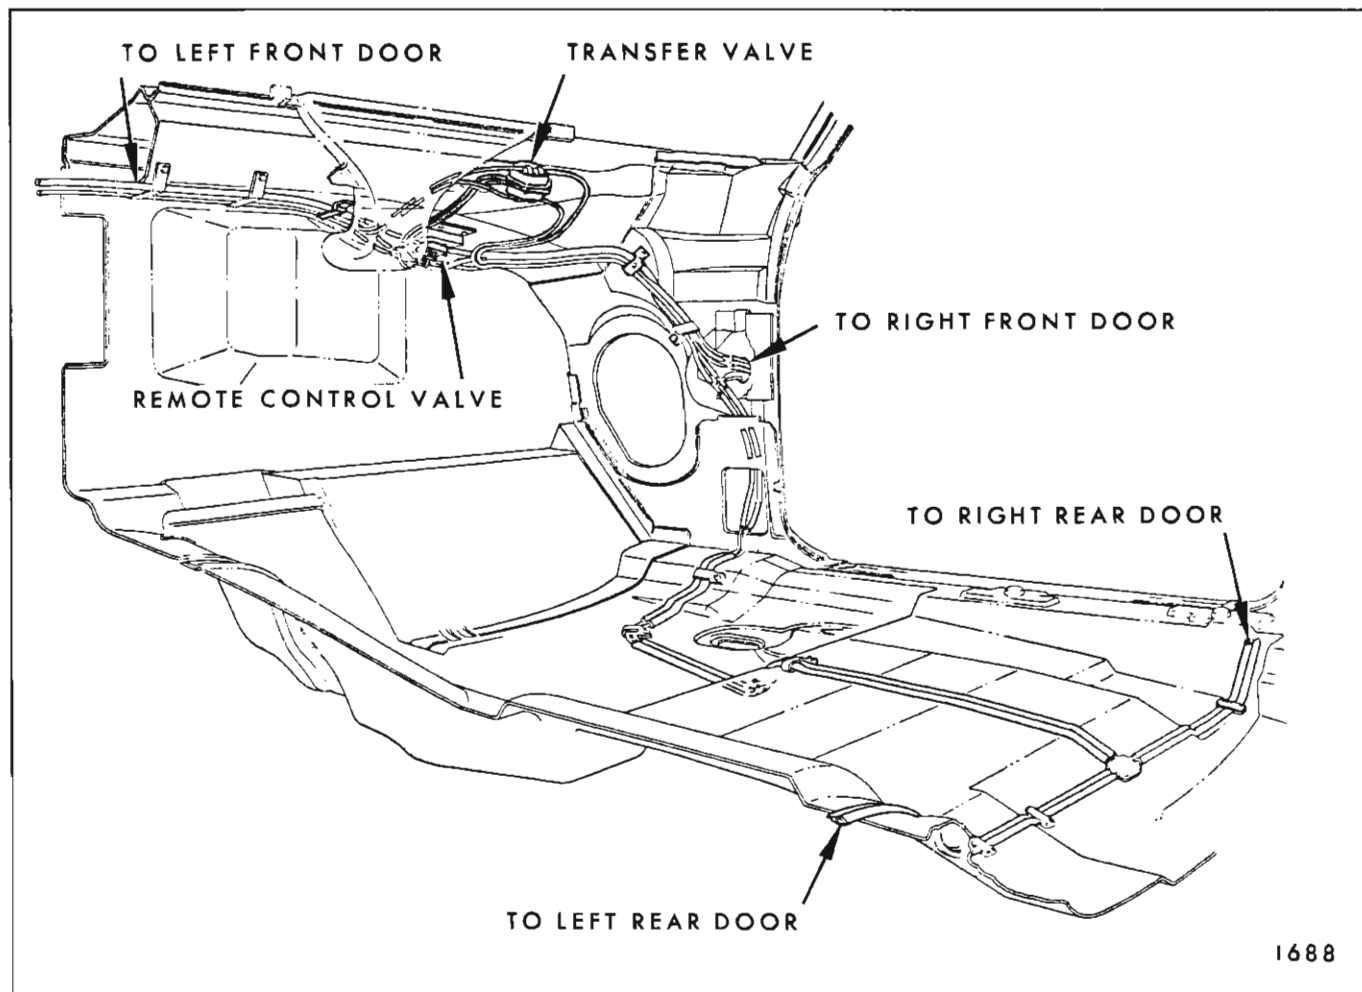 TO LEFT FRONT DOOR
TRANSFER VALVE
TO RIGHT FRONT DOOR
REMOTE CONTROL VALVE
TO RIGHT REAR DOOR
TO LEFT REAR DOOR
1688